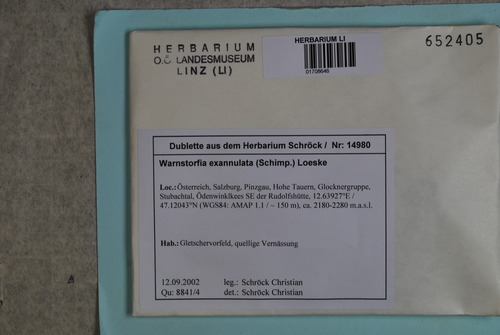 HERBARIUM
O.Ö. LANDESMUSEUM
LINZ (LI)
HERBARIUM LI
01708646
652405
Dublette aus dem Herbarium Schröck / Nr: 14980
Warnstorfia exannulata (Schimp.) Loeske
Loc.: Österreich, Salzburg, Pinzgau, Hohe Tauern, Glocknergruppe,
Stubachtal, Ödenwinklkees SE der Rudolfshütte, 12.63927°E /
47.12043°N (WGS84: AMAP 1.1 / ~ 150 m), ca. 2180-2280 m.a.s.l.
Hab.: Gletschervorfeld, quellige Vernässung
12.09.2002 leg.: Schröck Christian
Qu: 8841/4 det.: Schröck Christian